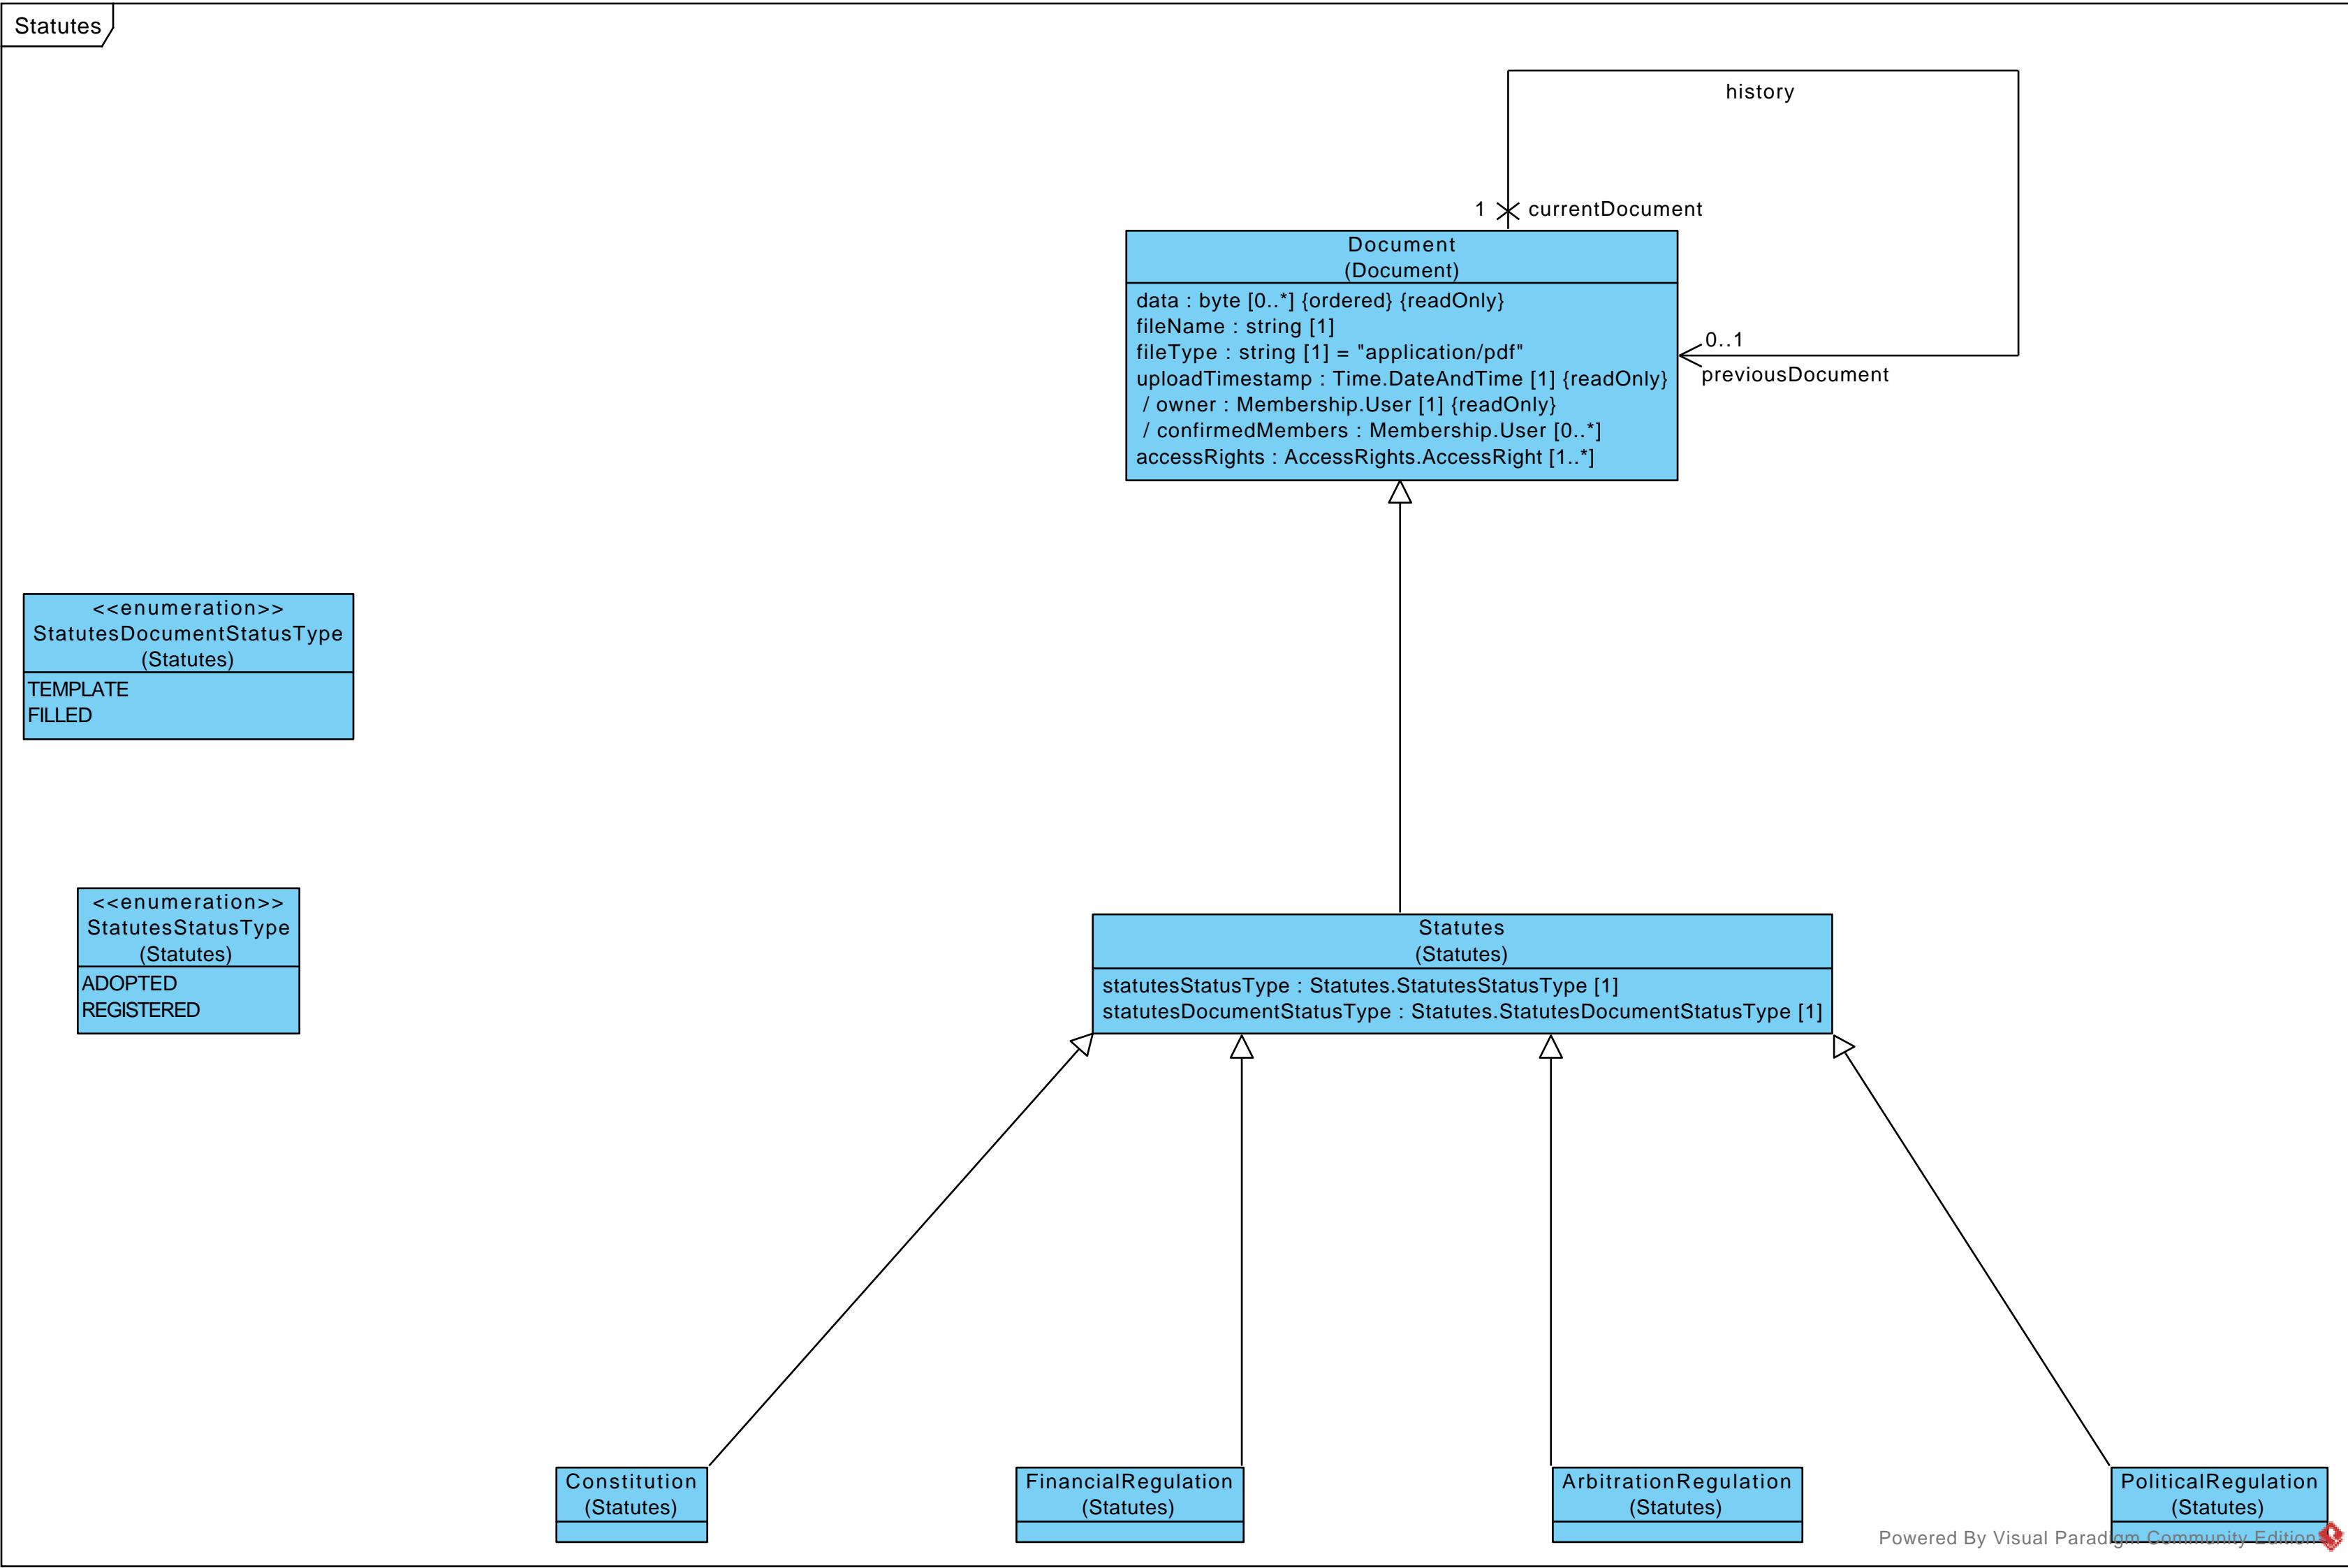 Statutes
history
1
currentDocument
Document
(Document)
data : byte [0..*] {ordered} {readOnly}
fileName : string [1]
fileType : string [1] = "application/pdf"
uploadTimestamp : Time.DateAndTime [1] {readOnly}
/ owner : Membership.User [1] {readOnly}
/ confirmedMembers : Membership.User [0..*]
accessRights : AccessRights.AccessRight [1..*]
0..1
previousDocument
<<enumeration>>
StatutesDocumentStatusType
(Statutes)
TEMPLATE
FILLED
<<enumeration>>
StatutesStatusType
(Statutes)
ADOPTED
REGISTERED
Statutes
(Statutes)
statutesStatusType : Statutes.StatutesStatusType [1]
statutesDocumentStatusType : Statutes.StatutesDocumentStatusType [1]
Constitution
(Statutes)
FinancialRegulation
(Statutes)
ArbitrationRegulation
(Statutes)
PoliticalRegulation
(Statutes)
Powered By Visual Paradigm Community Edition